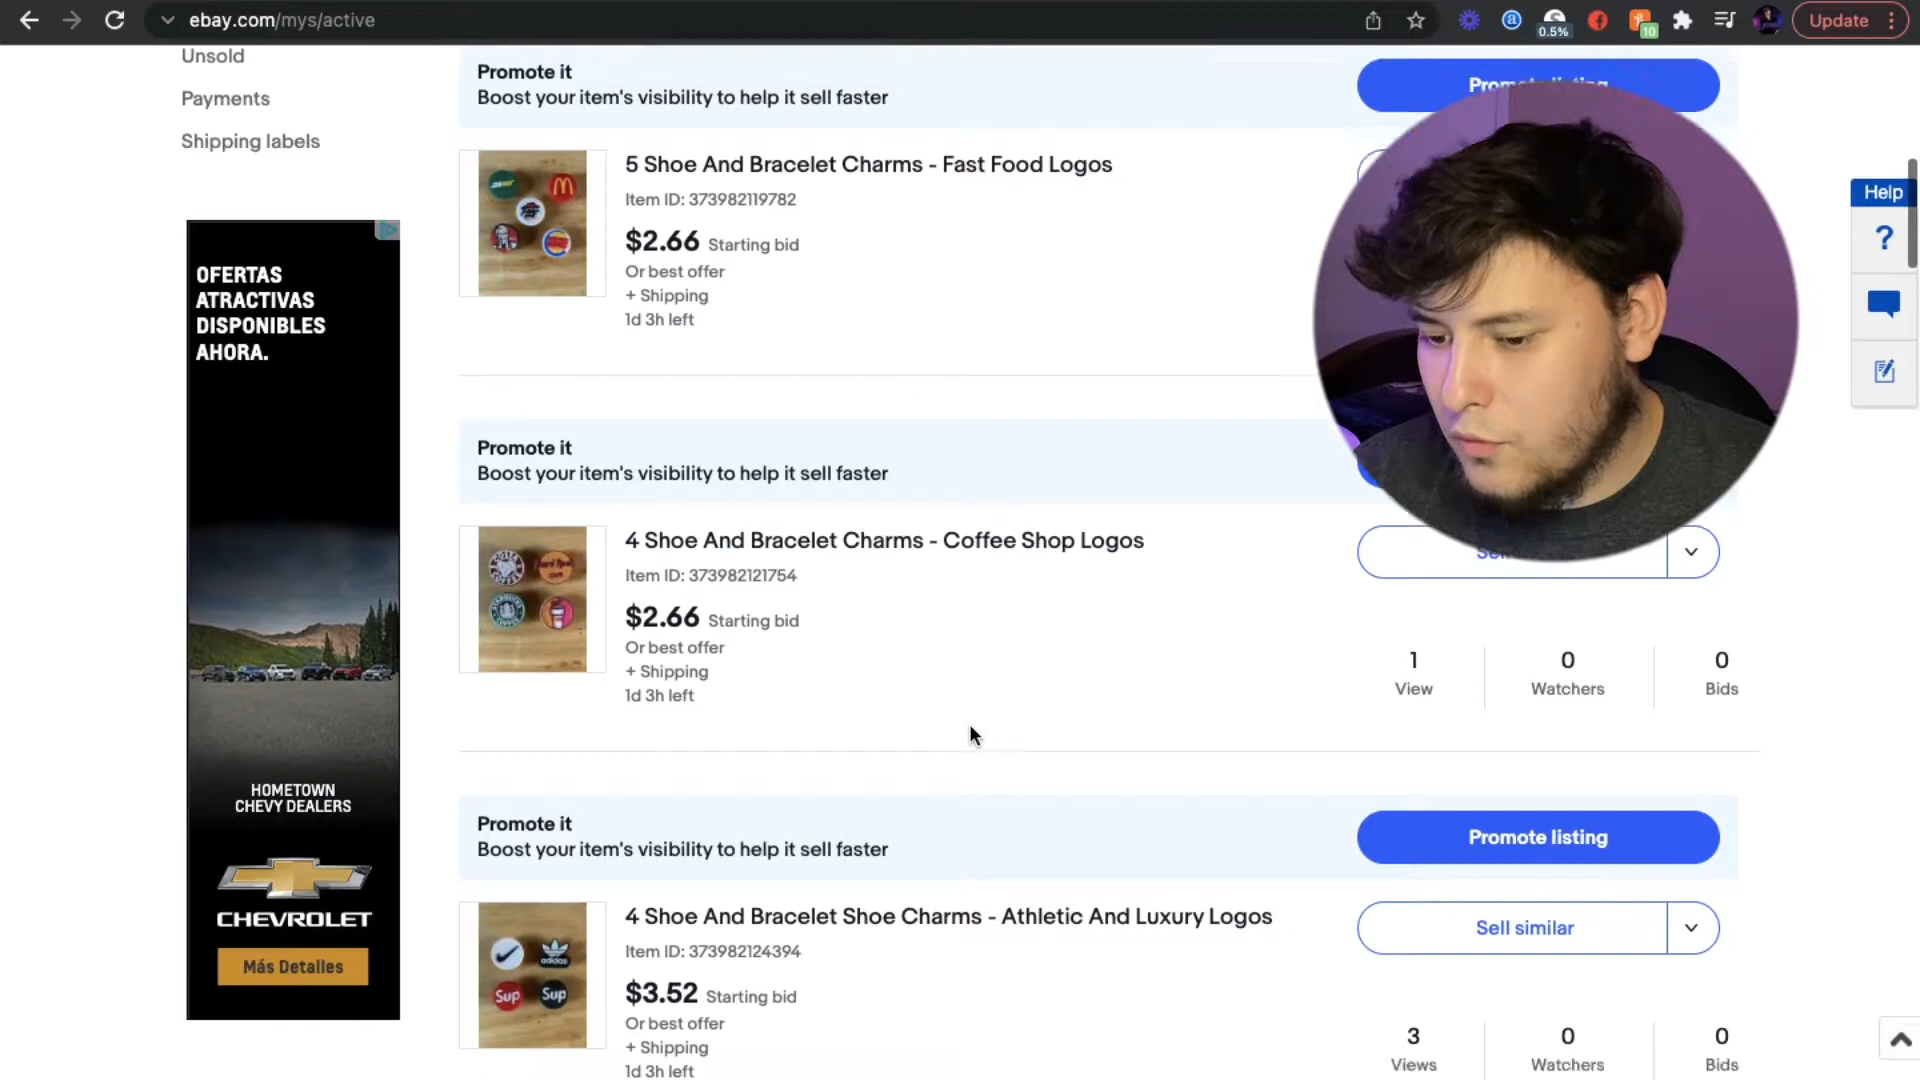 ebay.com/mys/active
0.5%
10
Update
Unsold
Payments
Shipping labels
Promote it
Boost your item's visibility to help it sell faster
5 Shoe And Bracelet Charms - Fast Food Logos
Item ID: 373982119782
$2.66 Starting bid
Or best offer
+ Shipping
1d 3h left
Help
?
OFERTAS
ATRACTIVAS
DISPONIBLES
AHORA.
HOMETOWN
CHEVY DEALERS
CHEVROLET
Más Detalles
Promote it
Boost your item's visibility to help it sell faster
4 Shoe And Bracelet Charms - Coffee Shop Logos
Item ID: 373982121754
$2.66 Starting bid
Or best offer
+ Shipping
1d 3h left
1
View
0
Watchers
0
Bids
Promote it
Boost your item's visibility to help it sell faster
Promote listing
4 Shoe And Bracelet Shoe Charms - Athletic And Luxury Logos
Item ID: 373982124394
$3.52 Starting bid
Or best offer
+ Shipping
1d 3h left
Sell similar
3
Views
0
Watchers
0
Bids
adidas
Sup
Sup